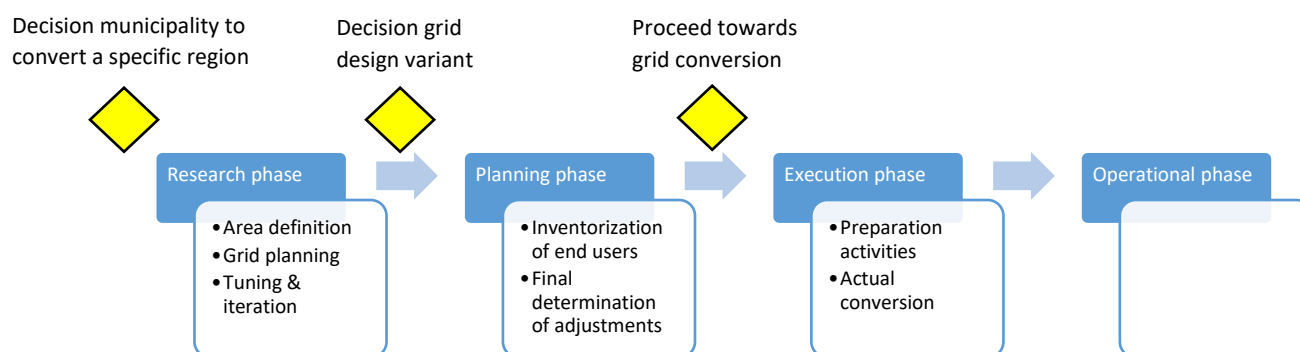 Decision municipality to
convert a specific region
Decision grid
design variant
Proceed towards
grid conversion
Research phase
•Area definition
•Grid planning
•Tuning &
iteration
Planning phase
•Inventorization
of end users
•Final
determination
of adjustments
Execution phase
•Preparation
activities
•Actual
conversion
Operational phase